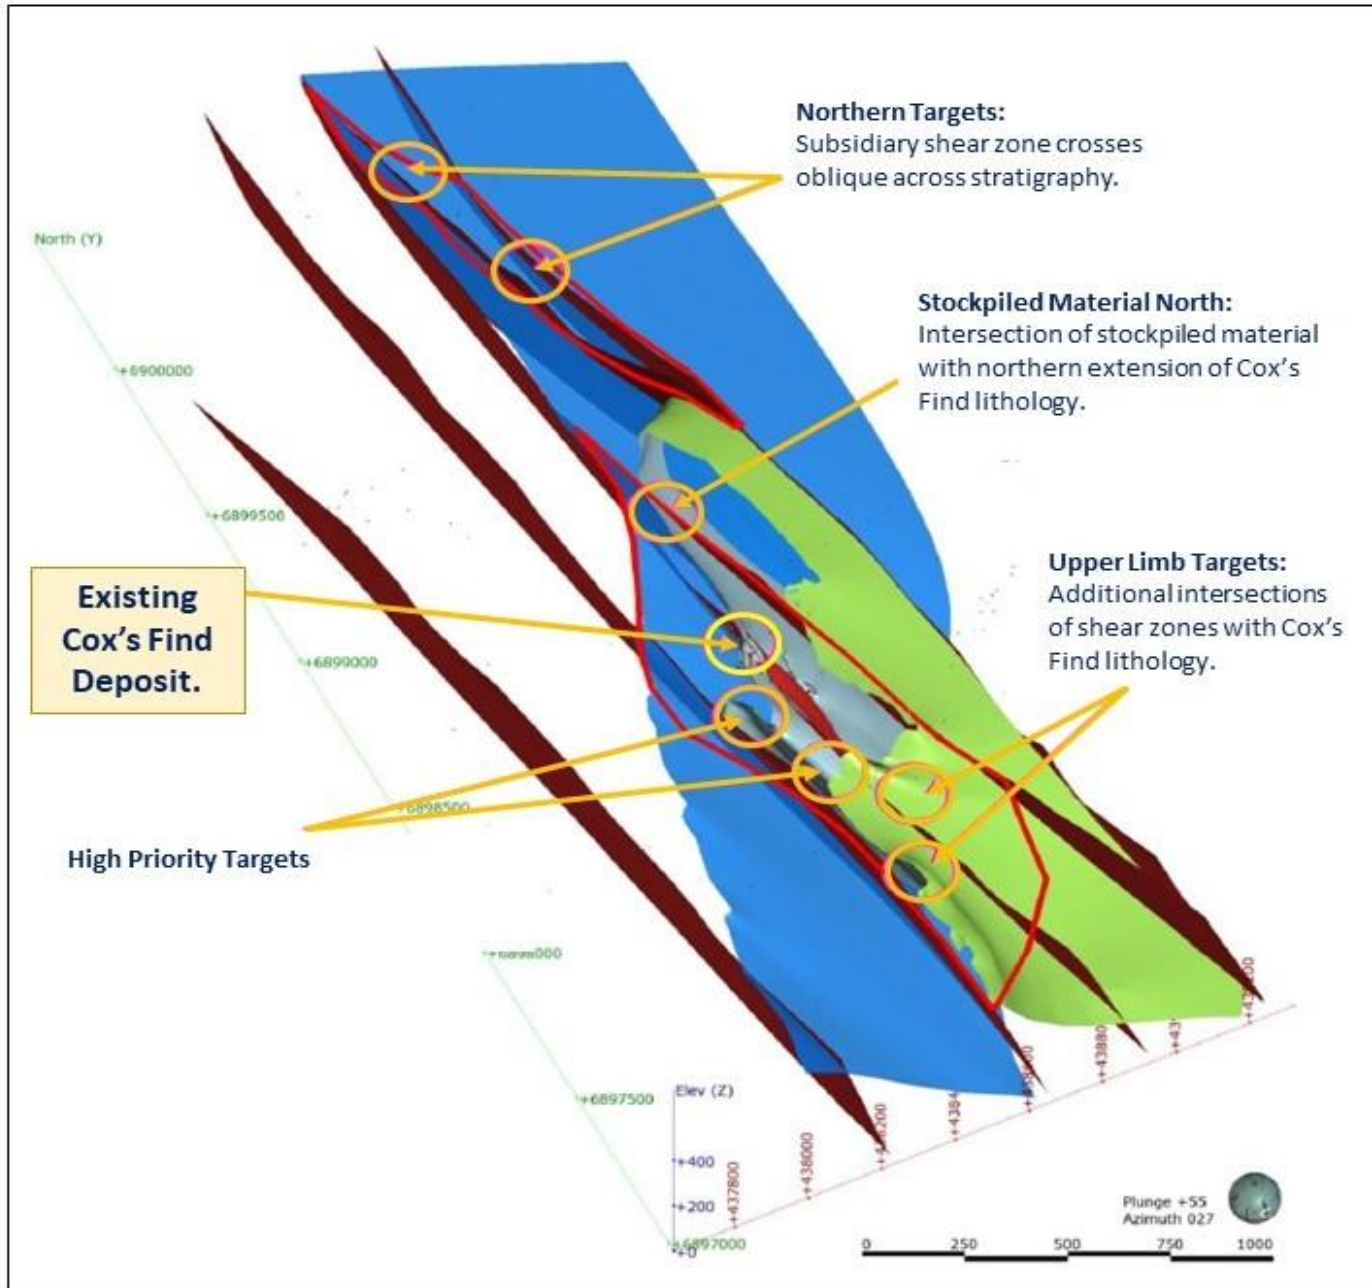 Northern Targets:
Subsidiary shear zone crosses
oblique across stratigraphy.
North (Y)
Stockpiled Material North:
Intersection of stockpiled material
with northern extension of Cox's
Find lithology.
+6900000
+6899500
Upper Limb Targets:
Additional intersections
of shear zones with Cox's
Find lithology.
Existing
Cox's Find
Deposit.
+6899000
+6898500
High Priority Targets
+6898000
+6897500
Elev (Z)
+400
+200
+0
+6897000
+437800
+438000
+438200
Plunge +55
Azimuth 027
0 250 500 750 1000